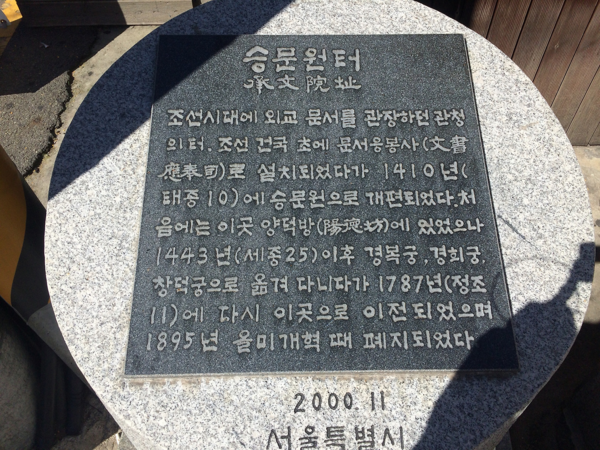 승문원터
承文院址
조선시대에 외교 문서를 관장하던 관청
의 터. 조선 건국 초에 문서응봉사(文書
應奉司)로 설치되었다가 1410년(
태종10)에 승문원으로 개편되었다. 처
음에는 이곳 양덕방(陽德坊)에 있었으나
1443년(세종25)이후 경복궁, 경희궁,
창덕궁으로 옮겨 다니다가 1787년(정조
11)에 다시 이곳으로 이전되었으며
1895년 을미개혁 때 폐지되었다
2000.11
서울특별시